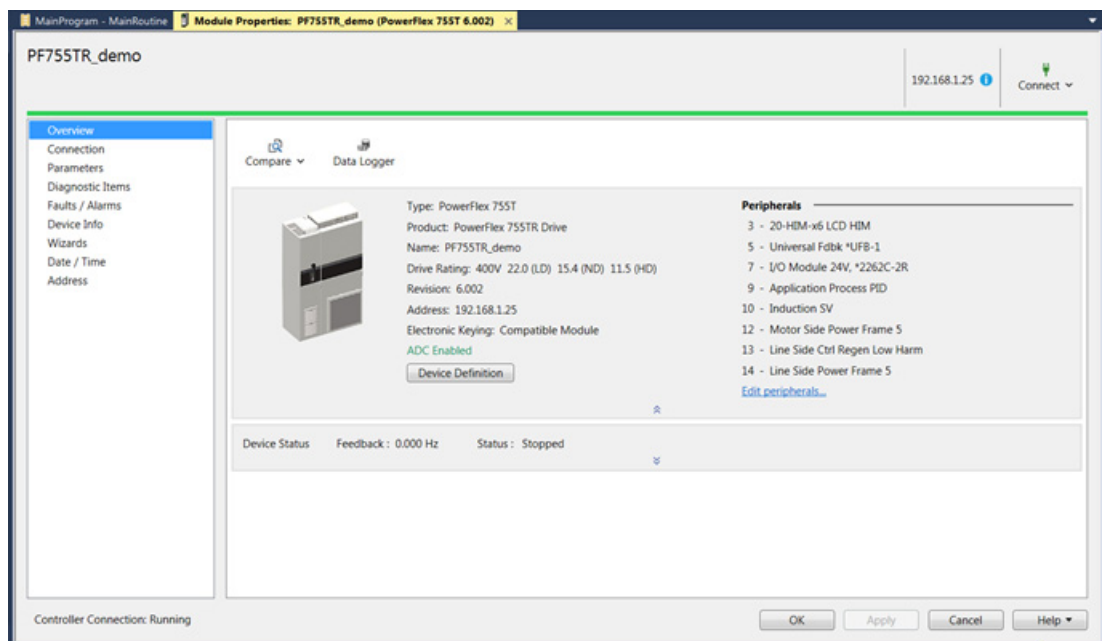 MainProgram - MainRoutine
Module Properties: PF755TR_demo (PowerFlex 755T 6.002) ×
PF755TR_demo
192.168.1.25
Connect
Overview
Connection
Parameters
Diagnostic Items
Faults / Alarms
Device Info
Wizards
Date / Time
Address
Compare
Data Logger
Type: PowerFlex 755T
Product: PowerFlex 755TR Drive
Name: PF755TR_demo
Drive Rating: 400V 22.0 (LD) 15.4 (ND) 11.5 (HD)
Revision: 6.002
Address: 192.168.1.25
Electronic Keying: Compatible Module
ADC Enabled
Device Definition
Peripherals
3 - 20-HIM-x6 LCD HIM
5 - Universal Fdbk *UFB-1
7 - I/O Module 24V, *2262C-2R
9 - Application Process PID
10 - Induction SV
12 - Motor Side Power Frame 5
13 - Line Side Ctrl Regen Low Harm
14 - Line Side Power Frame 5
Edit peripherals...
Device Status Feedback : 0.000 Hz Status : Stopped
Controller Connection: Running
OK
Apply
Cancel
Help